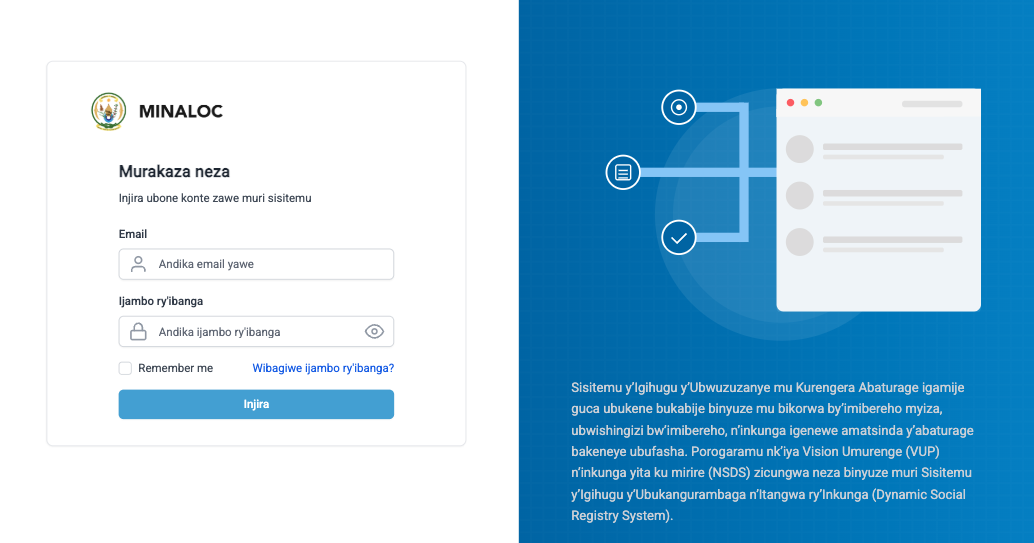 MINALOC
Murakaza neza
Injira ubone konte zawe muri sisitemu
Email
Andika email yawe
Ijambo ry'ibanga
Andika ijambo ry'ibanga
Remember me
Wibagiwe ijambo ry'ibanga?
Injira
Sisitemu y’Igihugu y’Ubwuzuzanye mu Kurengera Abaturage igamije
guca ubukene bukabije binyuze mu bikorwa by’imibereho myiza,
ubwishingizi bw’imibereho, n’inkunga igenewe amatsinda y’abaturage
bakeneye ubufasha. Porogaramu nk’iya Vision Umurenge (VUP)
n’inkunga yita ku mirire (NSDS) zicungwa neza binyuze muri Sisitemu
y’Igihugu y’Ubukangurambaga n’Itangwa ry’Inkunga (Dynamic Social
Registry System).